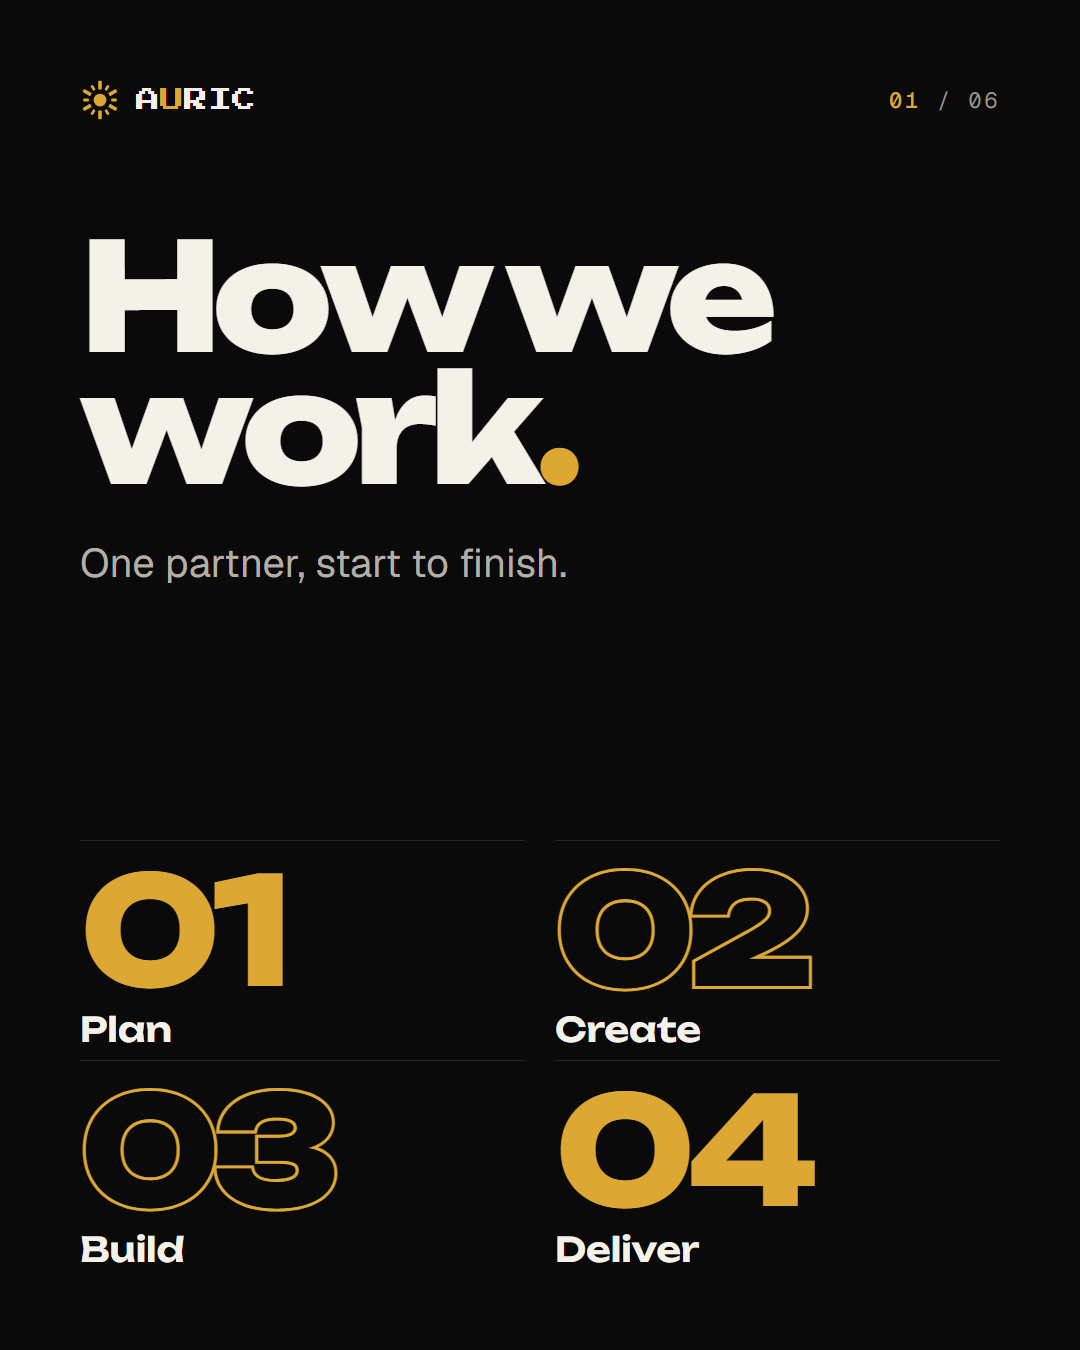 AURIC
01 / 06
How we
work.
One partner, start to finish.
01
Plan
02
Create
03
Build
04
Deliver